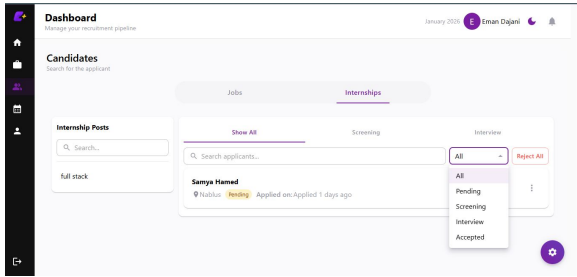 Dashboard
Manage your recruitment pipeline
January 2026
E
Eman Dajani
Candidates
Search for the applicant
Jobs
Internships
Internship Posts
Search...
full stack
Show All
Screening
Interview
Search applicants...
All
Reject All
Samya Hamed
Nablus Pending Applied on: Applied 1 days ago
All
Pending
Screening
Interview
Accepted